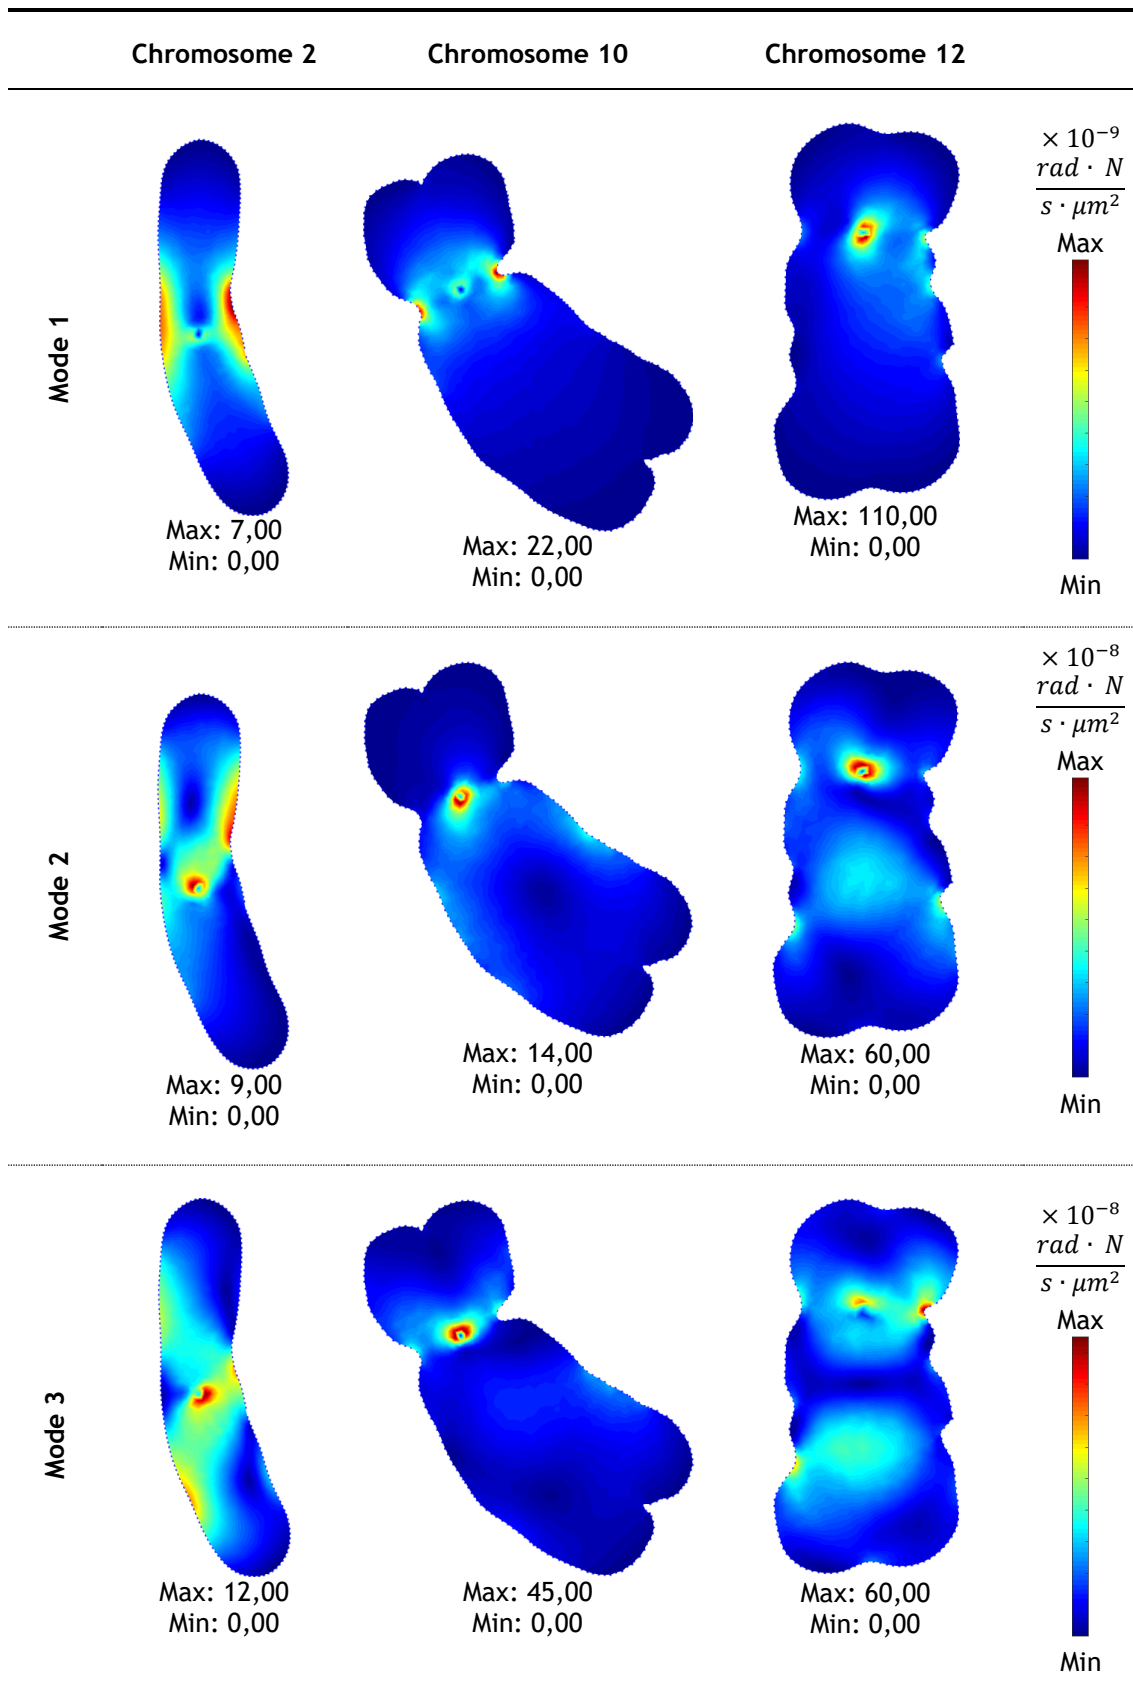 Chromosome 2 Chromosome 10 Chromosome 12
× 10⁻⁹
rad · N
s · μm²
Max
Mode 1
Max: 7,00
Min: 0,00
Max: 22,00
Min: 0,00
Max: 110,00
Min: 0,00
Min
× 10⁻⁸
rad · N
s · μm²
Max
Mode 2
Max: 9,00
Min: 0,00
Max: 14,00
Min: 0,00
Max: 60,00
Min: 0,00
Min
× 10⁻⁸
rad · N
s · μm²
Max
Mode 3
Max: 12,00
Min: 0,00
Max: 45,00
Min: 0,00
Max: 60,00
Min: 0,00
Min